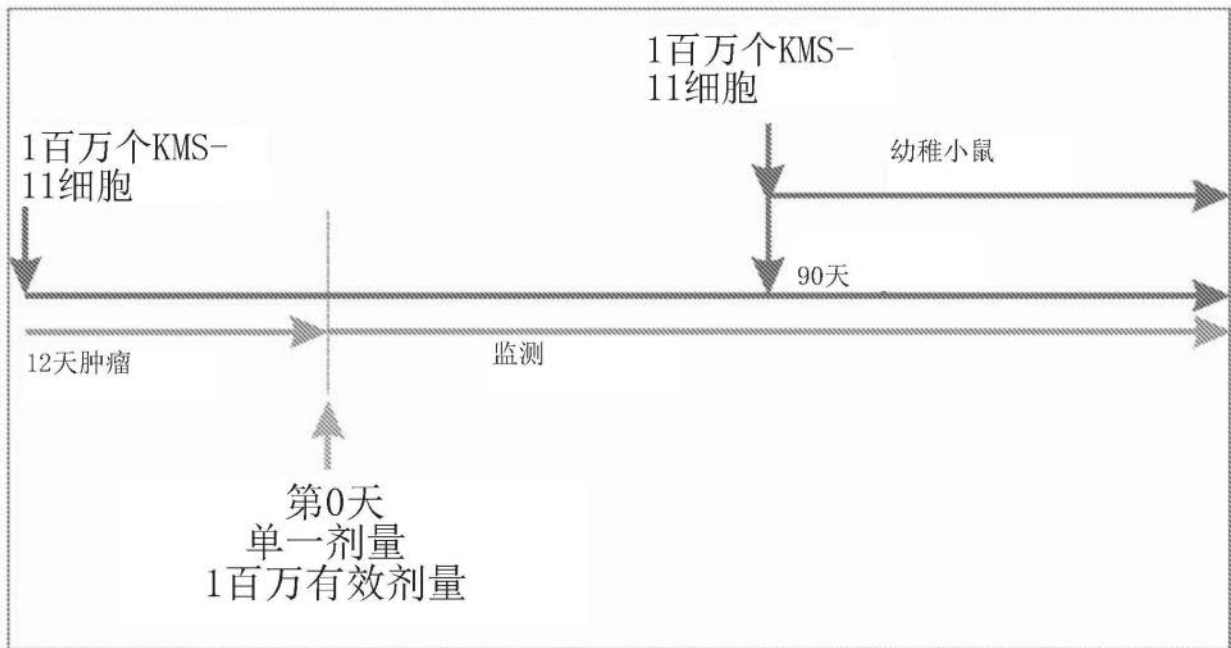 1百万个KMS-
11细胞
1百万个KMS-
11细胞
幼稚小鼠
90天
12天肿瘤
监测
第0天
单一剂量
1百万有效剂量